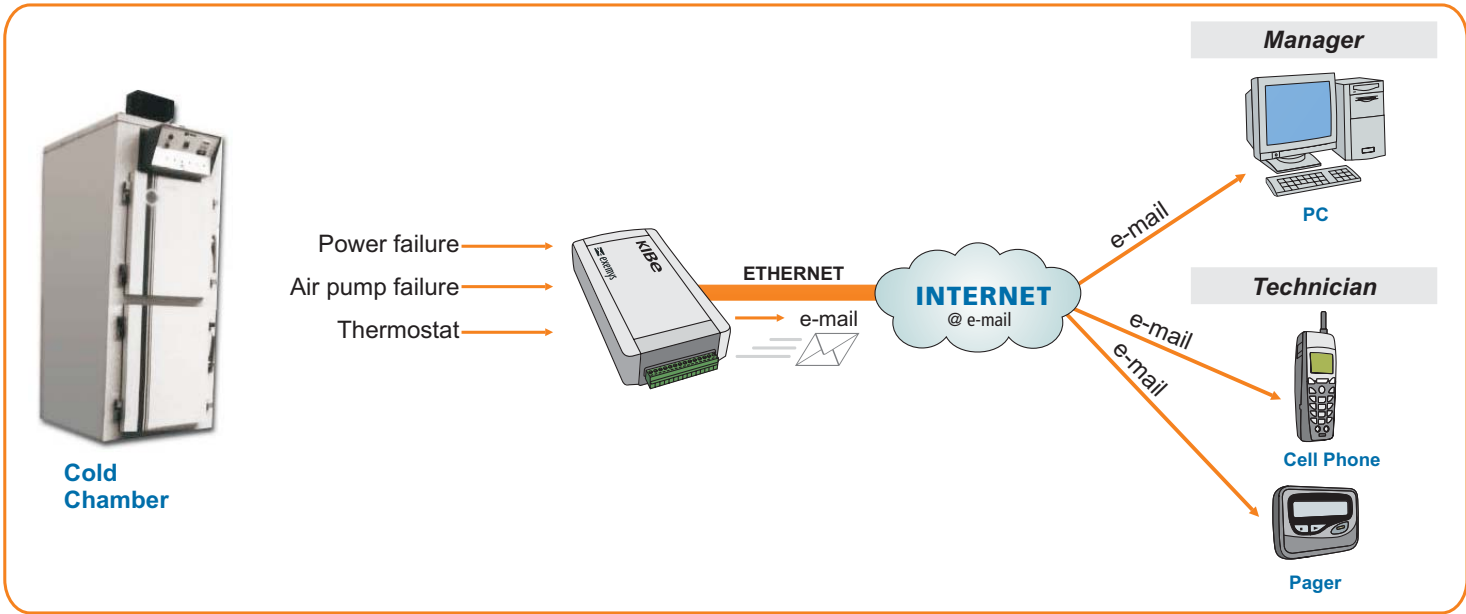 Manager
PC
Power failure
Air pump failure
Thermostat
KIBe
exemys
ETHERNET
e-mail
INTERNET
@ e-mail
e-mail
Technician
e-mail
e-mail
Cell Phone
Cold
Chamber
Pager